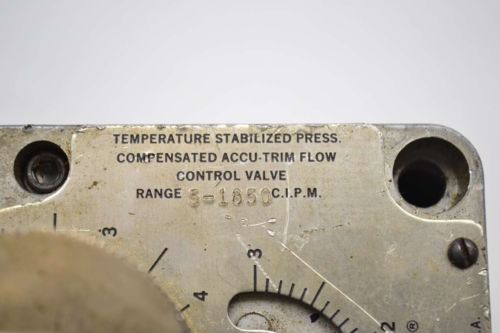 TEMPERATURE STABILIZED PRESS.
COMPENSATED ACCU-TRIM FLOW
CONTROL VALVE
RANGE 5-1850 C.I.P.M.
3
4
3
2
®
A.